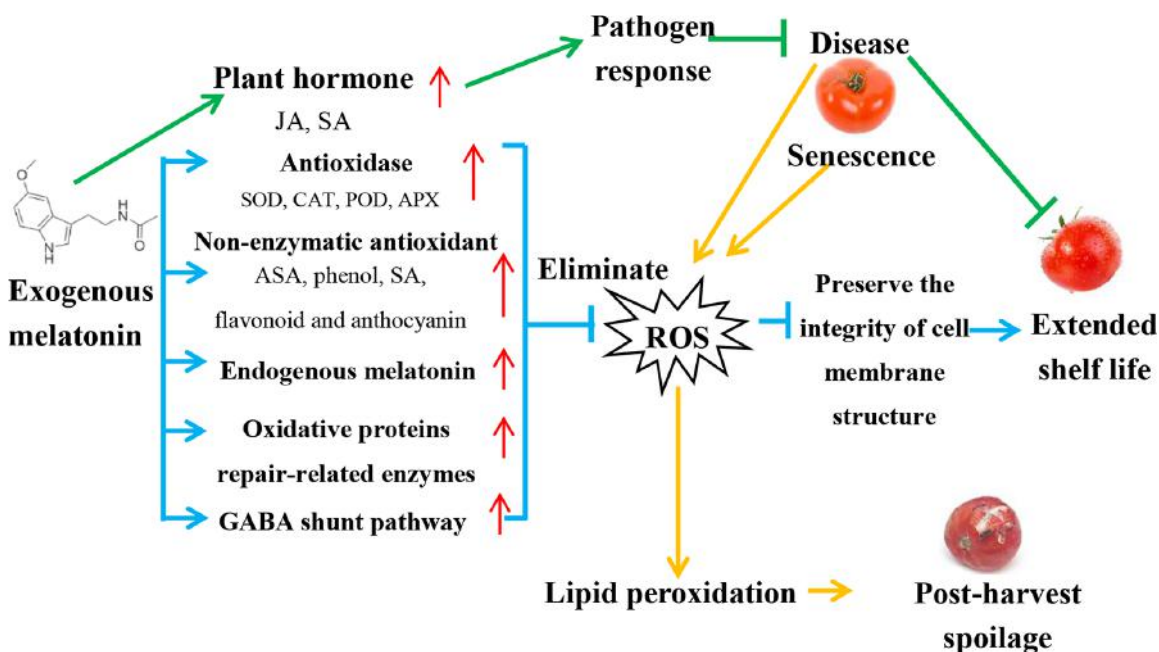 Pathogen
response
Disease
Plant hormone
JA, SA
Antioxidase
SOD, CAT, POD, APX
Senescence
O
N
H
H
N
O
Exogenous
melatonin
Non-enzymatic antioxidant
ASA, phenol, SA,
flavonoid and anthocyanin
Endogenous melatonin
Oxidative proteins
repair-related enzymes
GABA shunt pathway
Eliminate
ROS
Preserve the
integrity of cell
membrane
structure
Extended
shelf life
Lipid peroxidation
Post-harvest
spoilage